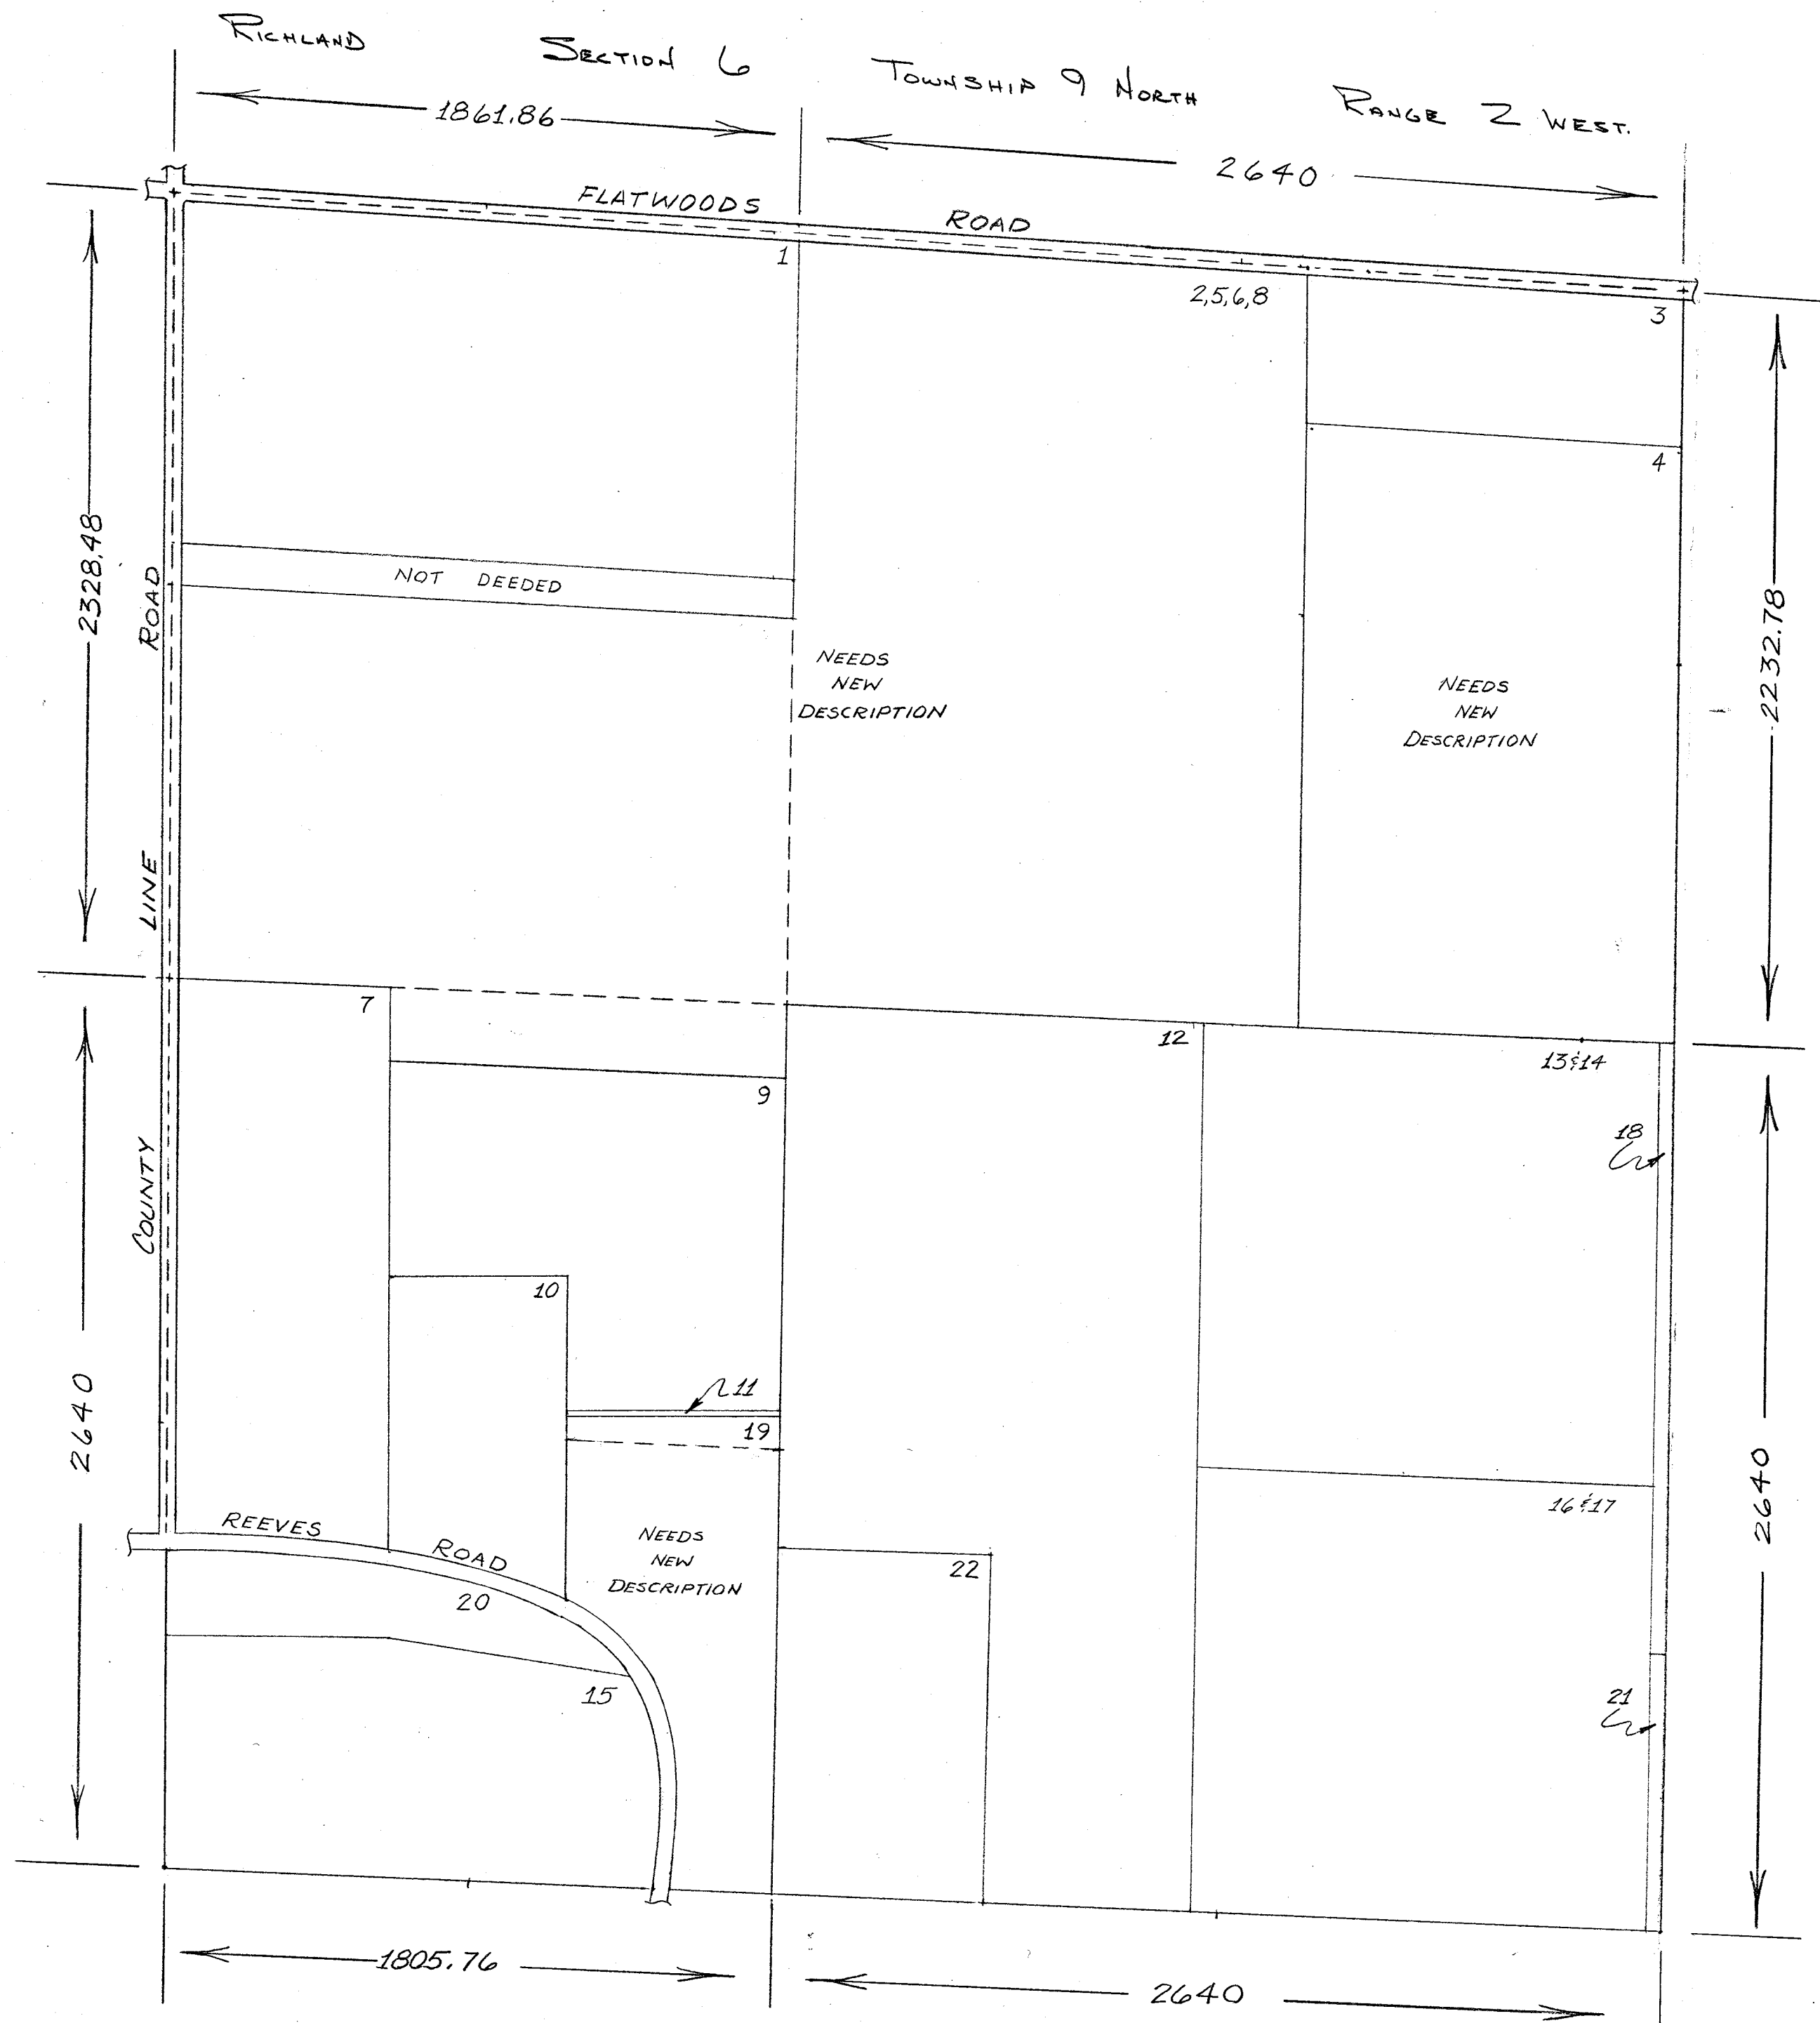 RICHLAND SECTION 6 TOWNSHIP 9 NORTH RANGE 2 WEST.
1861.86
2640
FLATWOODS ROAD
1
2,5,6,8
3
4
2328.48
2232.78
NOT DEEDED
NEEDS
NEW
DESCRIPTION
NEEDS
NEW
DESCRIPTION
COUNTY LINE ROAD
7
12
13&14
9
18
10
11
19
2640
2640
16&17
REEVES ROAD
NEEDS
NEW
DESCRIPTION
22
20
15
21
1805.76
2640